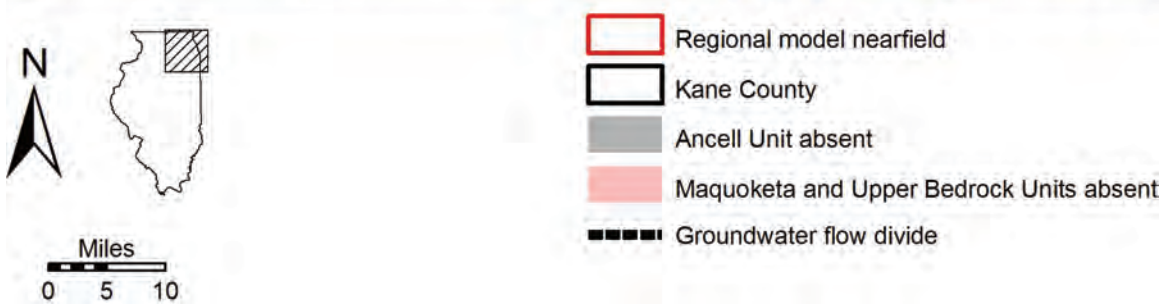 N
Miles
0 5 10
Regional model nearfield
Kane County
Ancell Unit absent
Maquoketa and Upper Bedrock Units absent
Groundwater flow divide